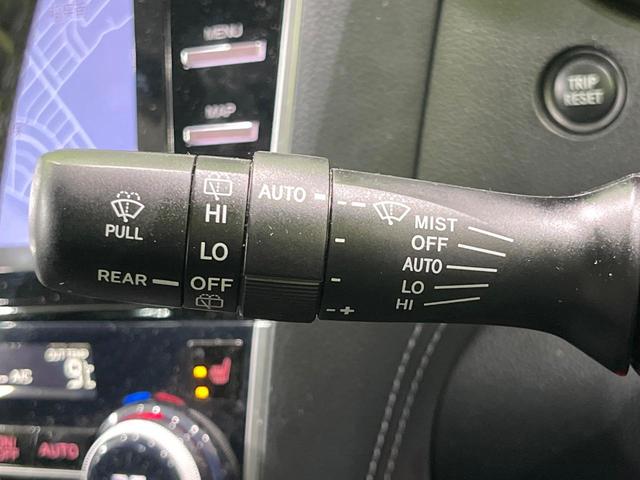 MENU
MAP
TRIP
RESET
PULL
REAR
HI
LO
OFF
AUTO
MIST
OFF
AUTO
LO
HI
- +
AUTO